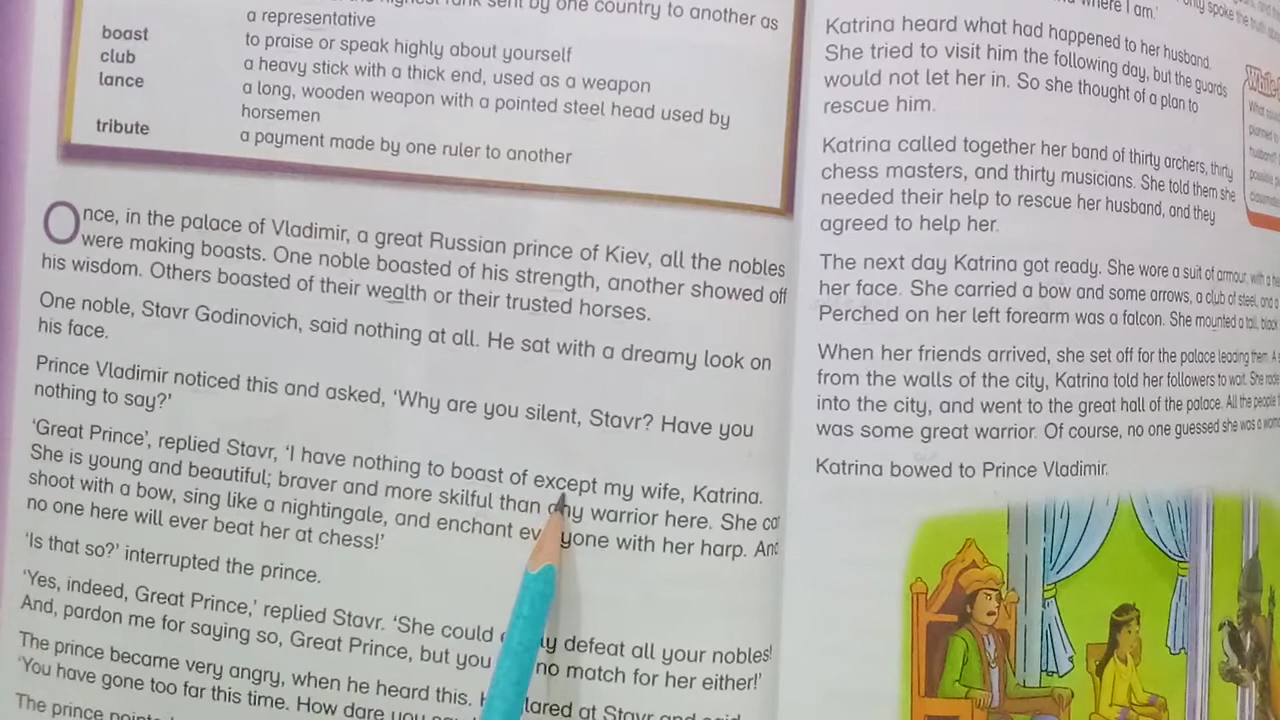 highest rank sent by one country to another as
a representative
boast to praise or speak highly about yourself
club a heavy stick with a thick end, used as a weapon
lance a long, wooden weapon with a pointed steel head used by
horsemen
tribute a payment made by one ruler to another
Once, in the palace of Vladimir, a great Russian prince of Kiev, all the nobles
were making boasts. One noble boasted of his strength, another showed off
his wisdom. Others boasted of their wealth or their trusted horses.
One noble, Stavr Godinovich, said nothing at all. He sat with a dreamy look on
his face.
Prince Vladimir noticed this and asked, ‘Why are you silent, Stavr? Have you
nothing to say?’
‘Great Prince’, replied Stavr, ‘I have nothing to boast of except my wife, Katrina.
She is young and beautiful; braver and more skilful than any warrior here. She
shoot with a bow, sing like a nightingale, and enchant everyone with her harp. And
no one here will ever beat her at chess!’
‘Is that so?’ interrupted the prince.
‘Yes, indeed, Great Prince,’ replied Stavr. ‘She could defeat all your nobles!
And, pardon me for saying so, Great Prince, but you no match for her either!’
The prince became very angry, when he heard this. at Stavr and said
‘You have gone too far this time. How dare you
The prince
where I am.’ only spoke the truth
Katrina heard what had happened to her husband.
She tried to visit him the following day, but the guards
would not let her in. So she thought of a plan to
rescue him.
Katrina called together her band of thirty archers, thirty
chess masters, and thirty musicians. She told them she
needed their help to rescue her husband, and they
agreed to help her.
The next day Katrina got ready. She wore a suit of armour, with a
her face. She carried a bow and some arrows, a club of steel, and a
Perched on her left forearm was a falcon. She mounted a tall, black
When her friends arrived, she set off for the palace leading them.
from the walls of the city, Katrina told her followers to wait. She rode
into the city, and went to the great hall of the palace. All the people
was some great warrior. Of course, no one guessed she was a
Katrina bowed to Prince Vladimir.
While
What